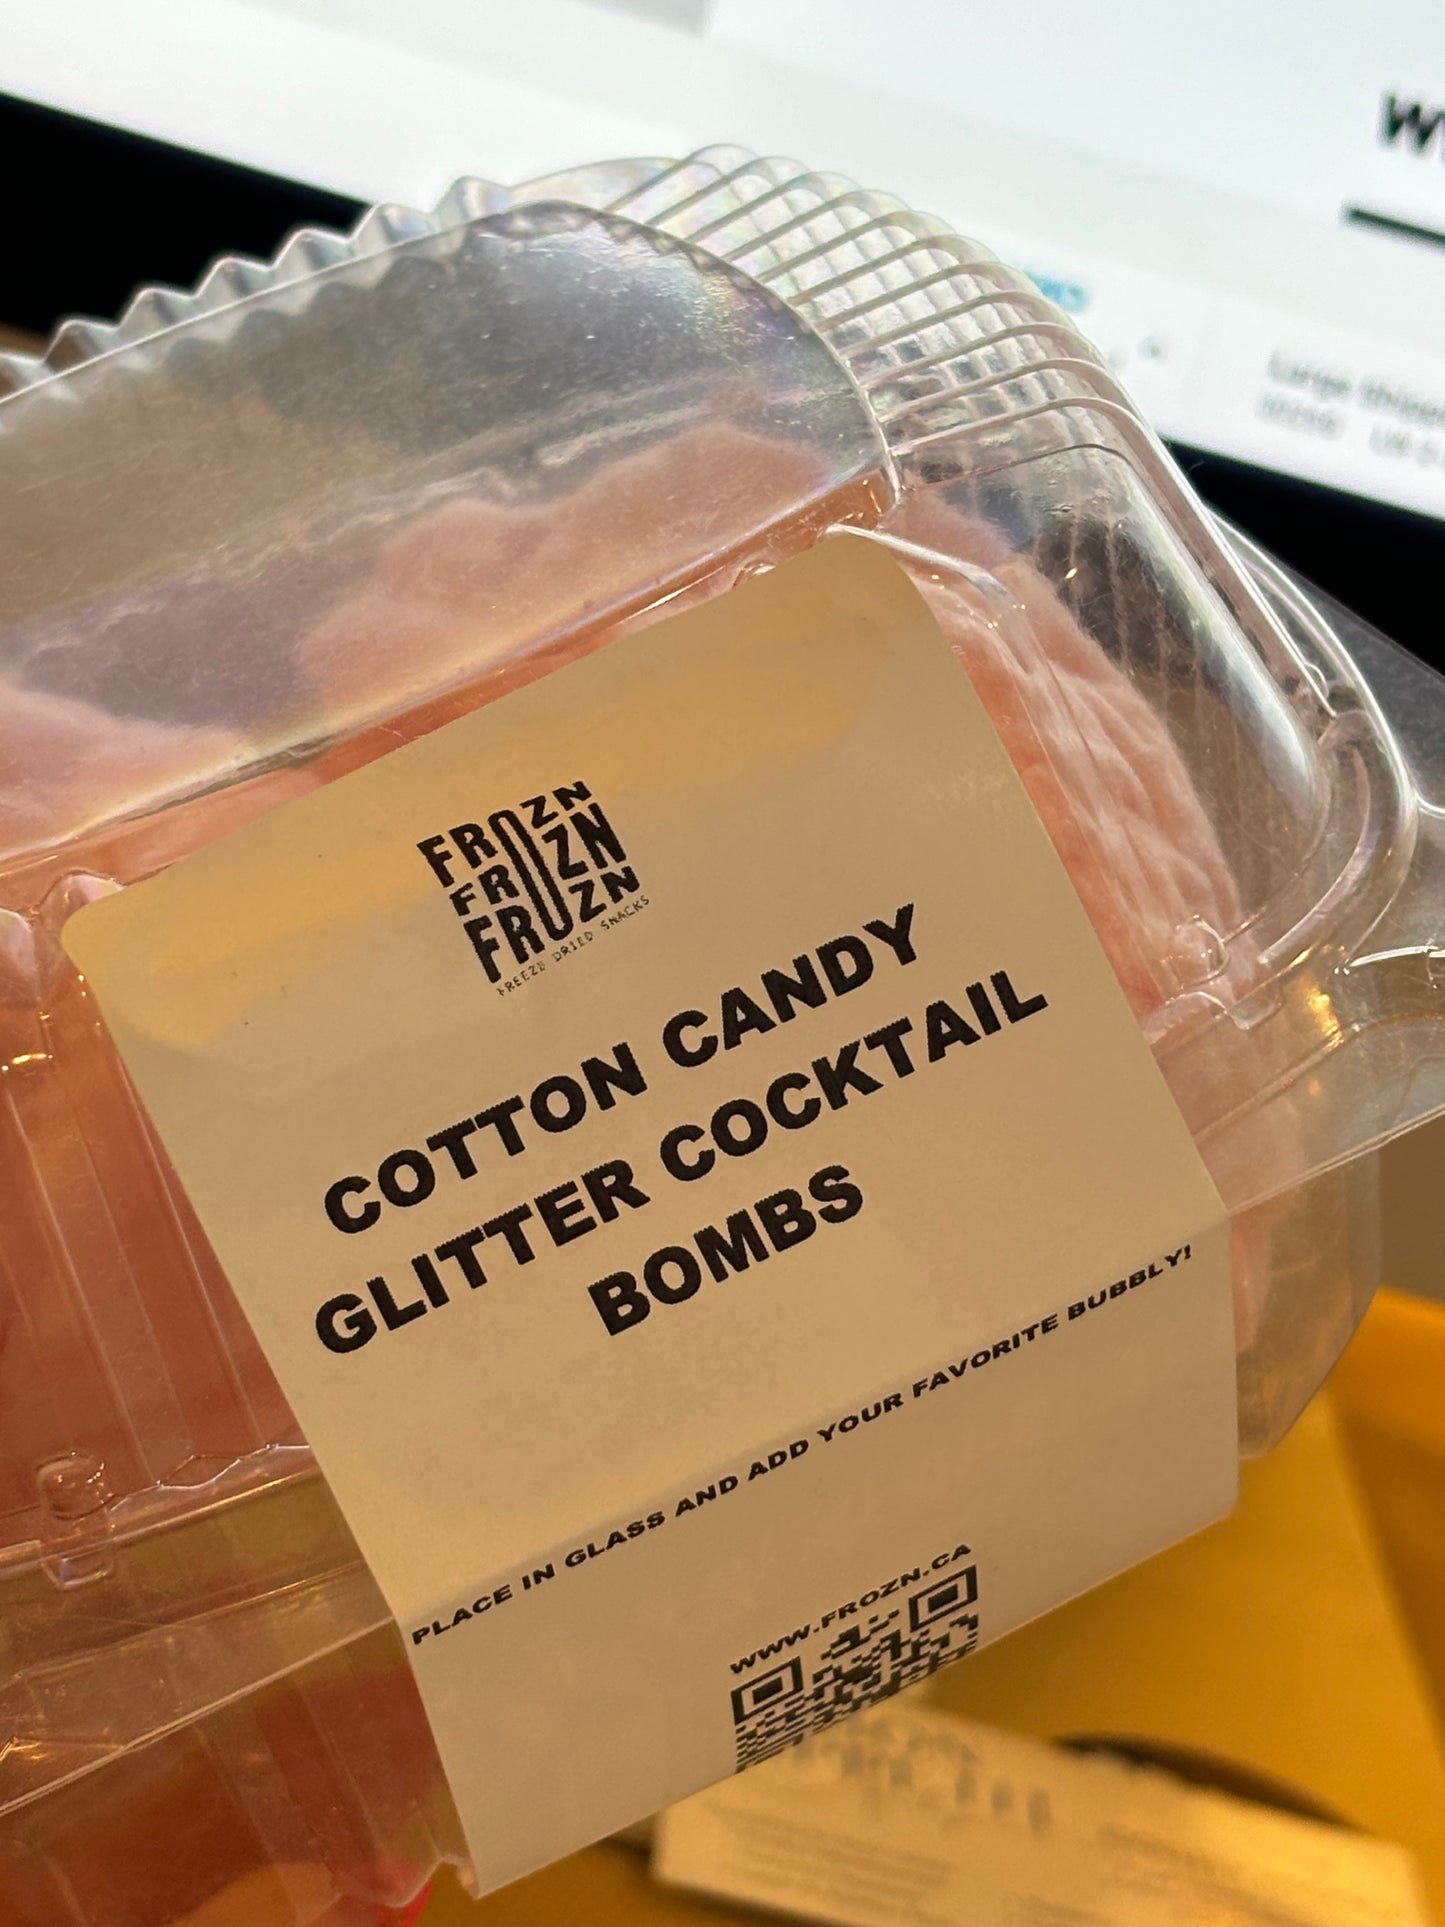 FROZN
FROZN
FROZN
FREEZE DRIED SNACKS
COTTON CANDY
GLITTER COCKTAIL
BOMBS
PLACE IN GLASS AND ADD YOUR FAVORITE BUBBLY!
WWW.FROZN.CA